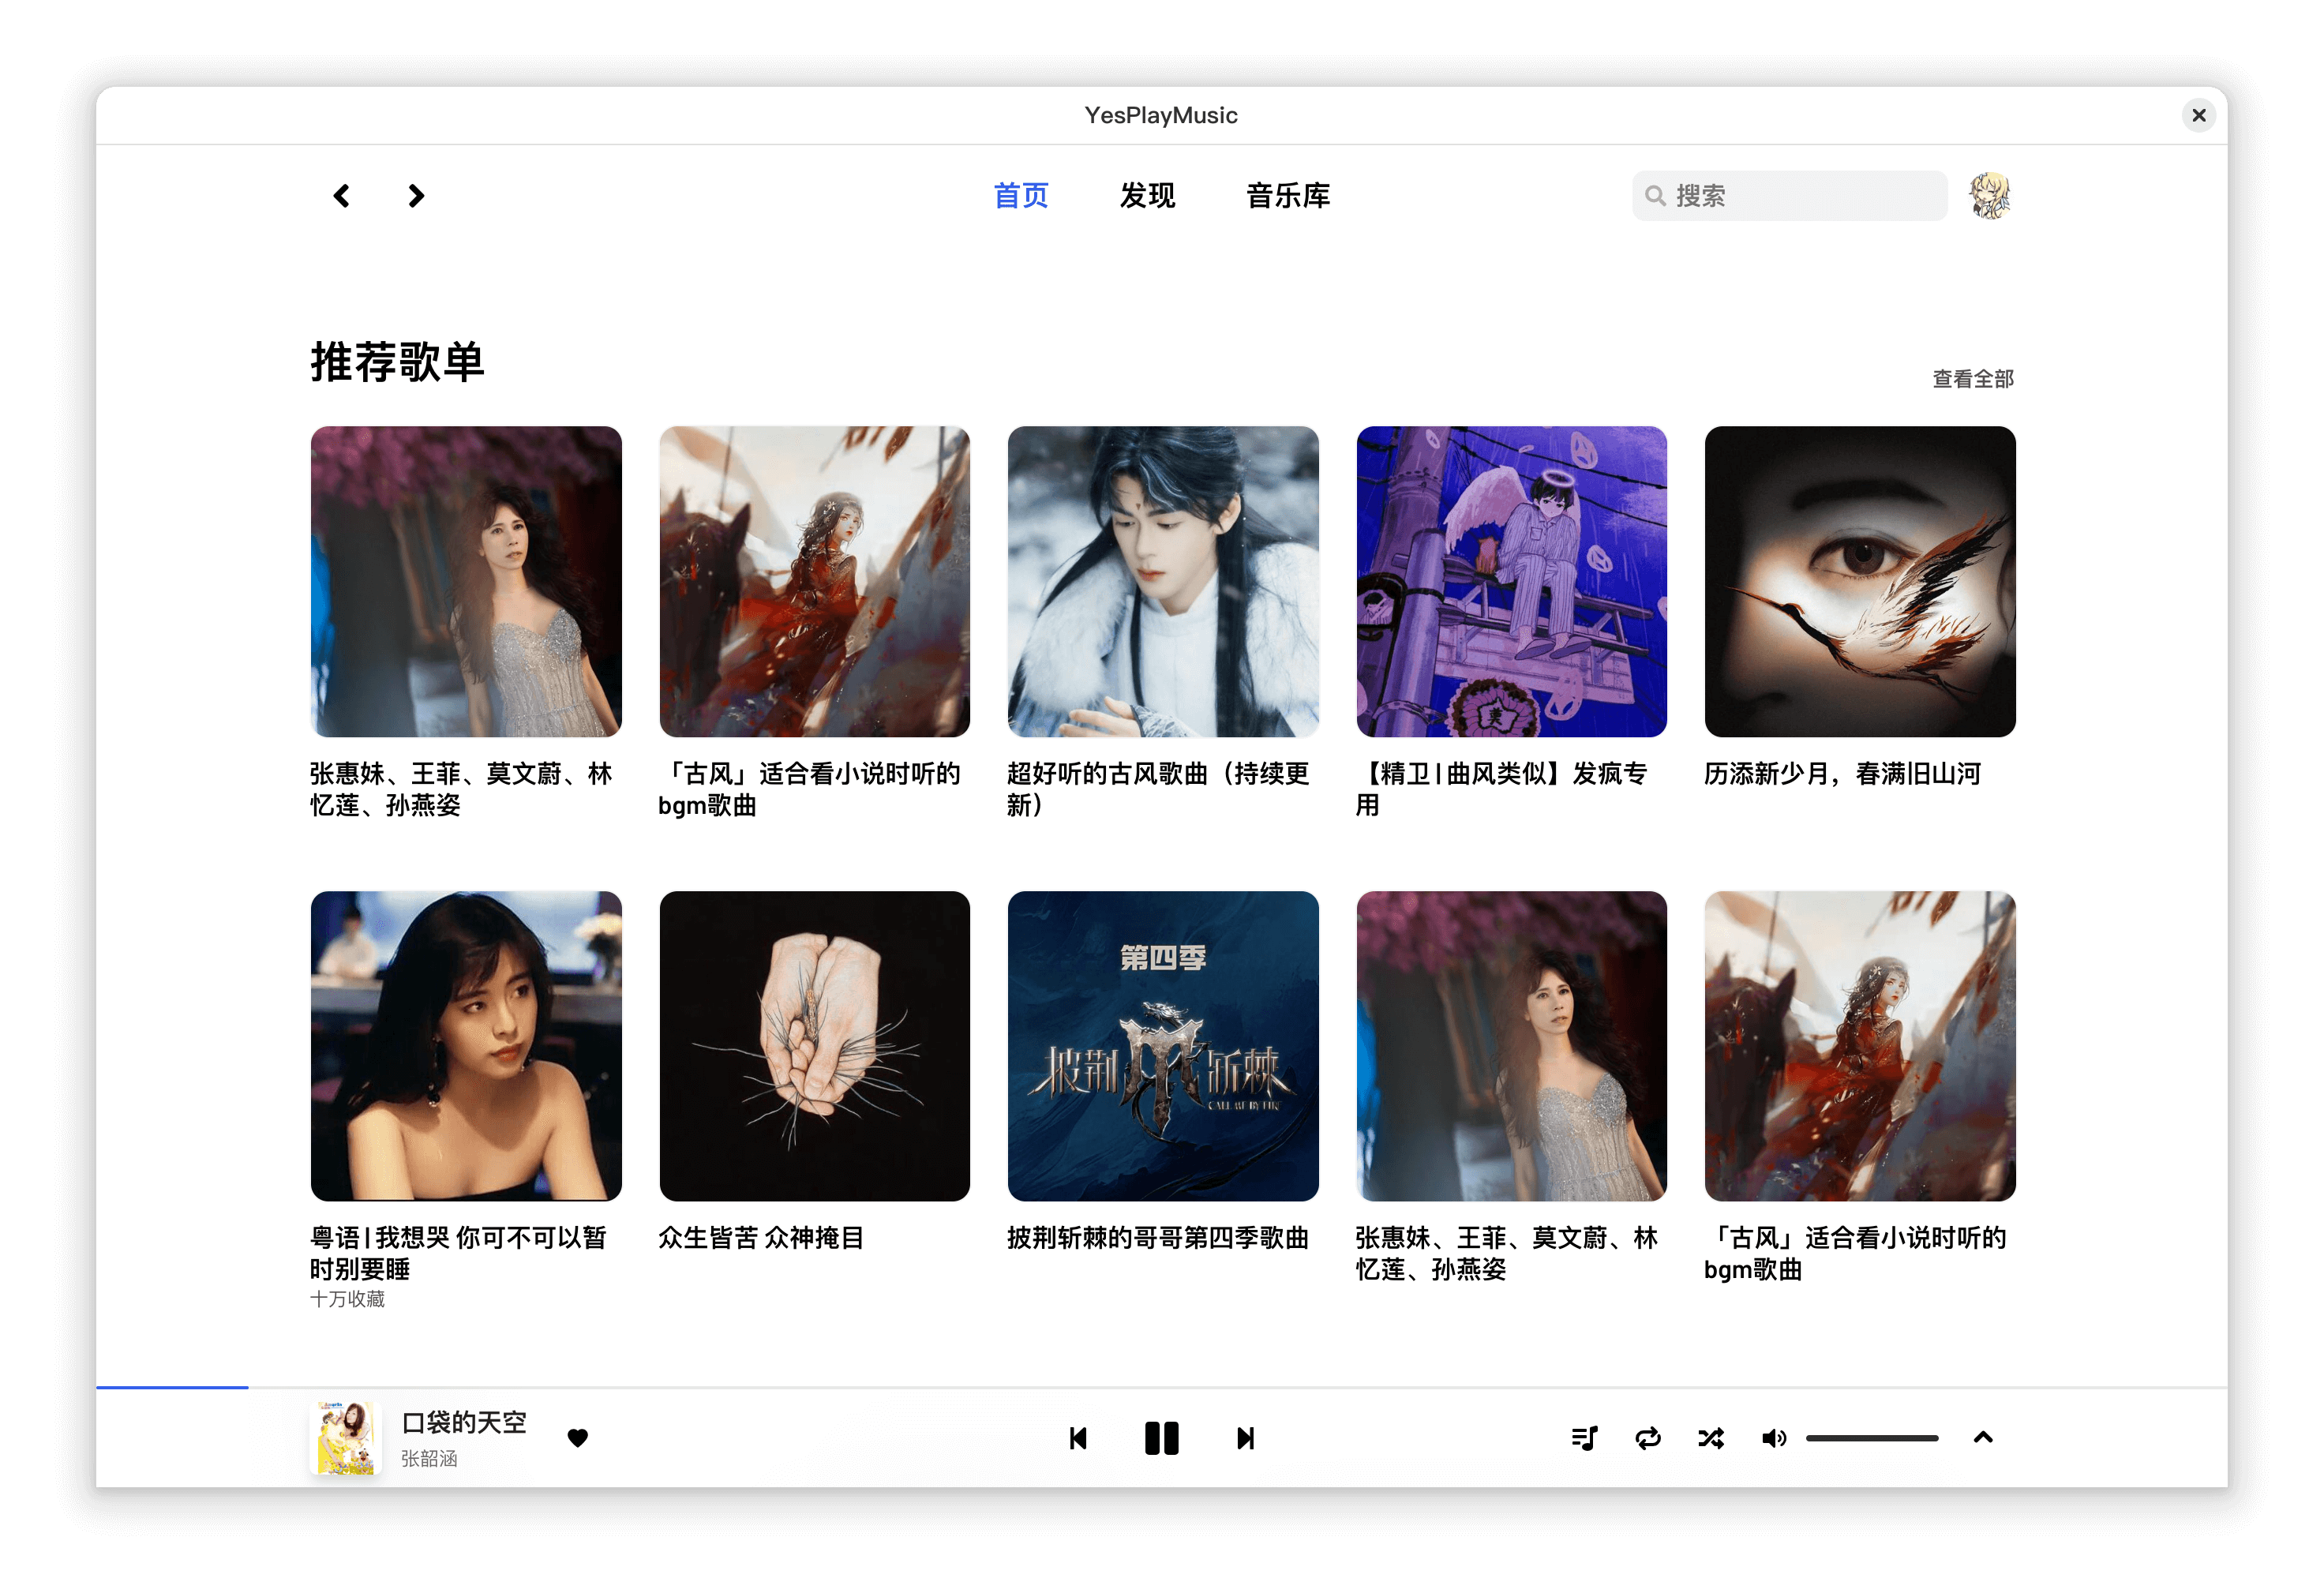 YesPlayMusic
首页
发现
音乐库
搜索
推荐歌单
查看全部
美
张惠妹、王菲、莫文蔚、林
忆莲、孙燕姿
「古风」适合看小说时听的
bgm歌曲
超好听的古风歌曲（持续更
新）
【精卫 | 曲风类似】发疯专
用
历添新少月，春满旧山河
第四季
披荆斩棘
CALL ME BY FIRE
粤语 | 我想哭 你可不可以暂
时别要睡
十万收藏
众生皆苦 众神掩目
披荆斩棘的哥哥第四季歌曲
张惠妹、王菲、莫文蔚、林
忆莲、孙燕姿
「古风」适合看小说时听的
bgm歌曲
口袋的天空
张韶涵